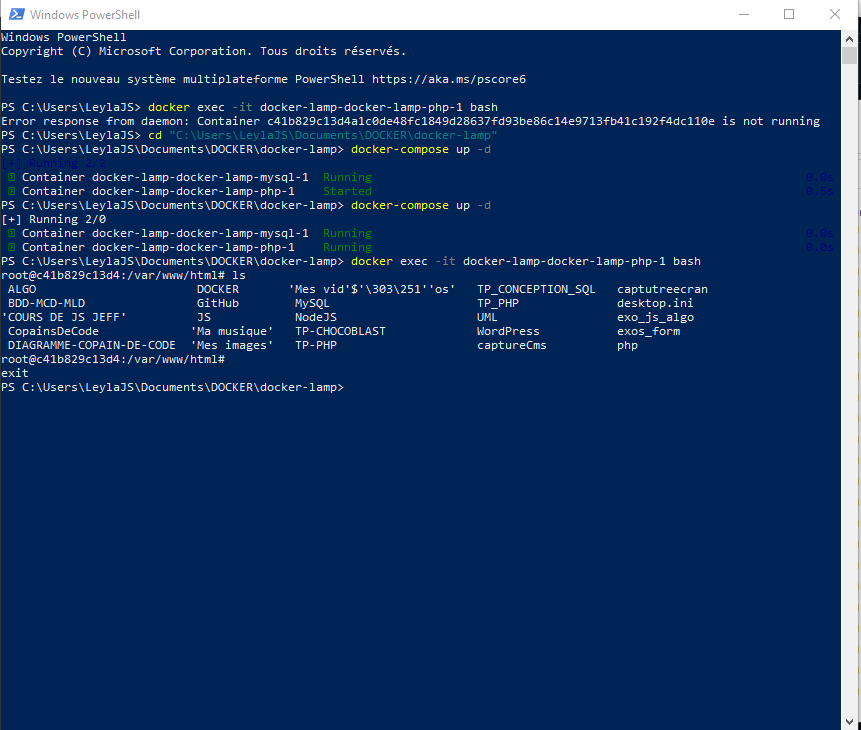 Windows PowerShell
Windows PowerShell
Copyright (C) Microsoft Corporation. Tous droits réservés.
Testez le nouveau système multiplateforme PowerShell https://aka.ms/pscore6
PS C:\Users\LeylaJS> docker exec -it docker-lamp-docker-lamp-php-1 bash
Error response from daemon: Container c41b829c13d4a1c0de48fc1849d28637fd93be86c14e9713fb41c192f4dc110e is not running
PS C:\Users\LeylaJS> cd "C:\Users\LeylaJS\Documents\DOCKER\docker-lamp"
PS C:\Users\LeylaJS\Documents\DOCKER\docker-lamp> docker-compose up -d
[+] Running 2/2
Container docker-lamp-docker-lamp-mysql-1 Running 0.0s
Container docker-lamp-docker-lamp-php-1 Started 0.5s
PS C:\Users\LeylaJS\Documents\DOCKER\docker-lamp> docker-compose up -d
[+] Running 2/0
Container docker-lamp-docker-lamp-mysql-1 Running 0.0s
Container docker-lamp-docker-lamp-php-1 Running 0.0s
PS C:\Users\LeylaJS\Documents\DOCKER\docker-lamp> docker exec -it docker-lamp-docker-lamp-php-1 bash
root@c41b829c13d4:/var/www/html# ls
ALGO DOCKER 'Mes vid'$'\303\251''os' TP_CONCEPTION_SQL captutreecran
BDD-MCD-MLD GitHub MySQL TP_PHP desktop.ini
'COURS DE JS JEFF' JS NodeJS UML exo_js_algo
CopainsDeCode 'Ma musique' TP-CHOCOBLAST WordPress exos_form
DIAGRAMME-COPAIN-DE-CODE 'Mes images' TP-PHP captureCms php
root@c41b829c13d4:/var/www/html#
exit
PS C:\Users\LeylaJS\Documents\DOCKER\docker-lamp>